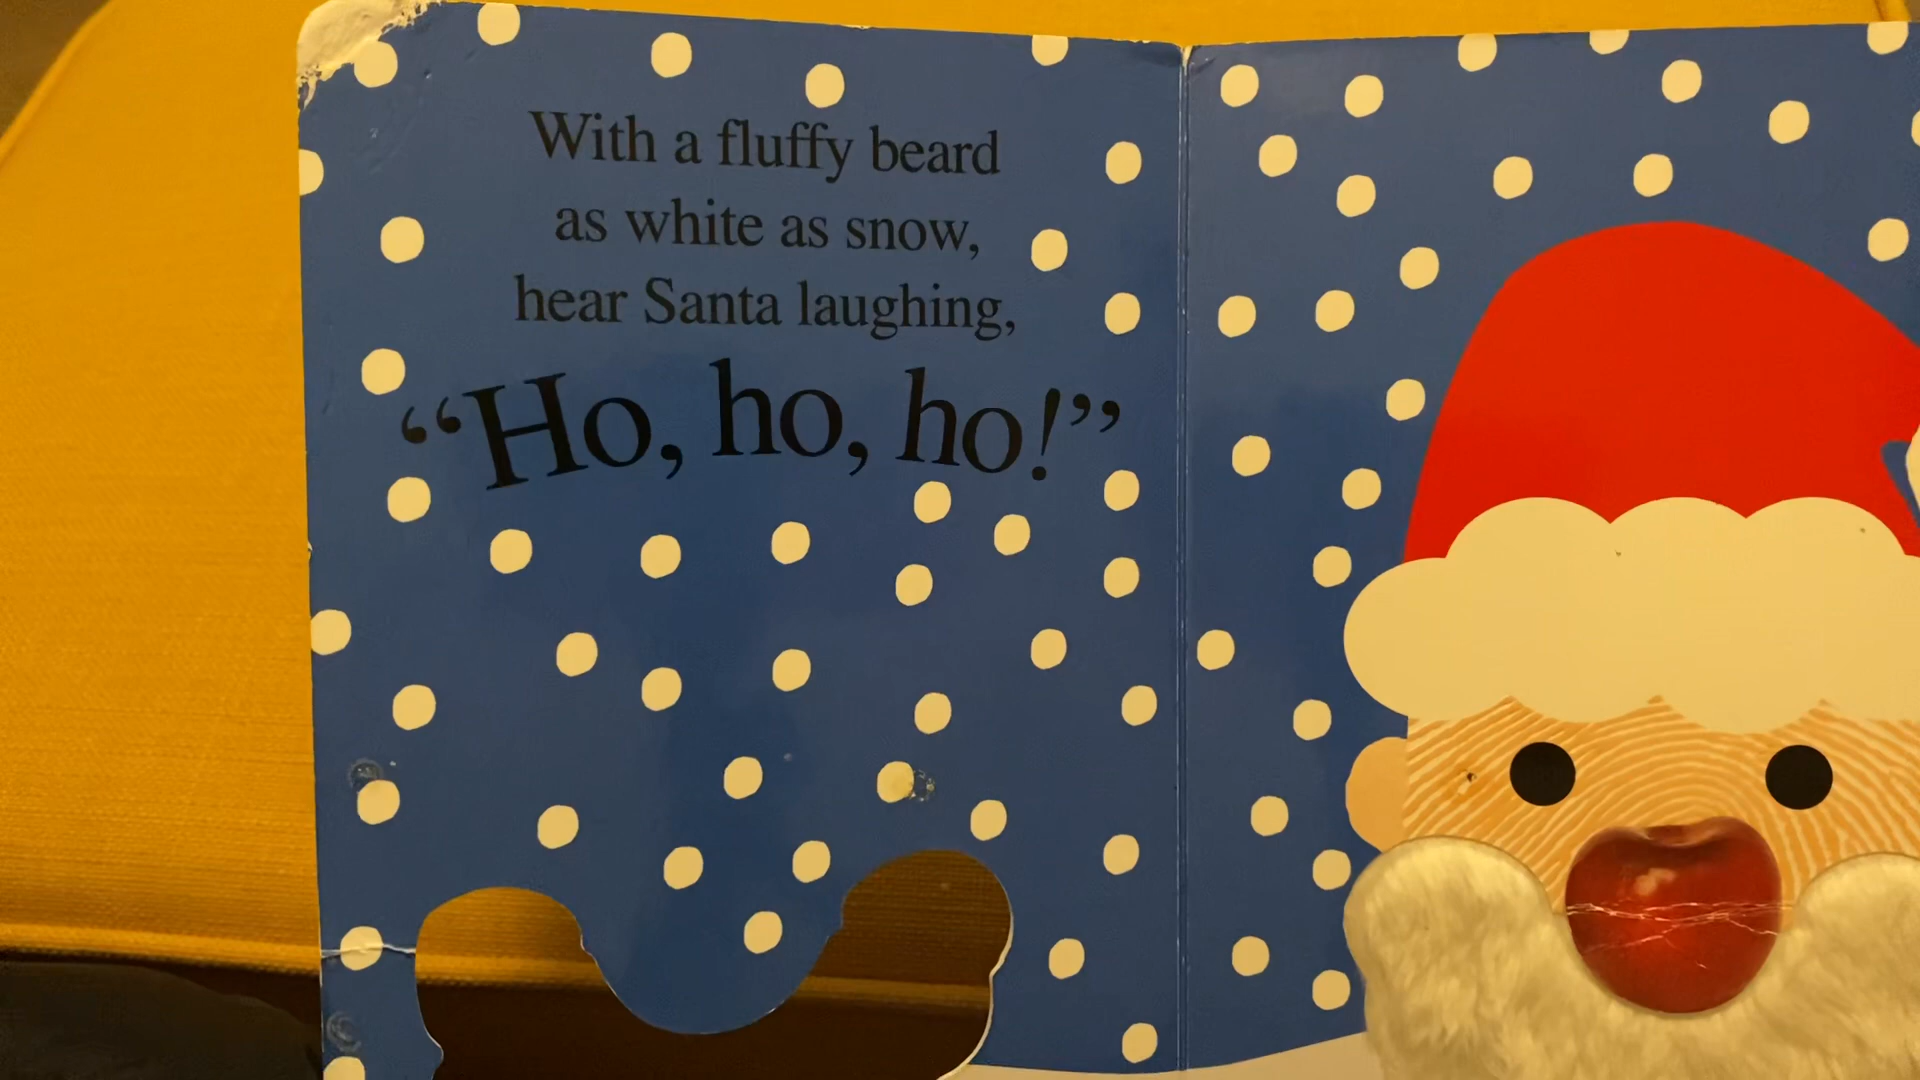 With a fluffy beard
as white as snow,
hear Santa laughing,
“Ho, ho, ho!”